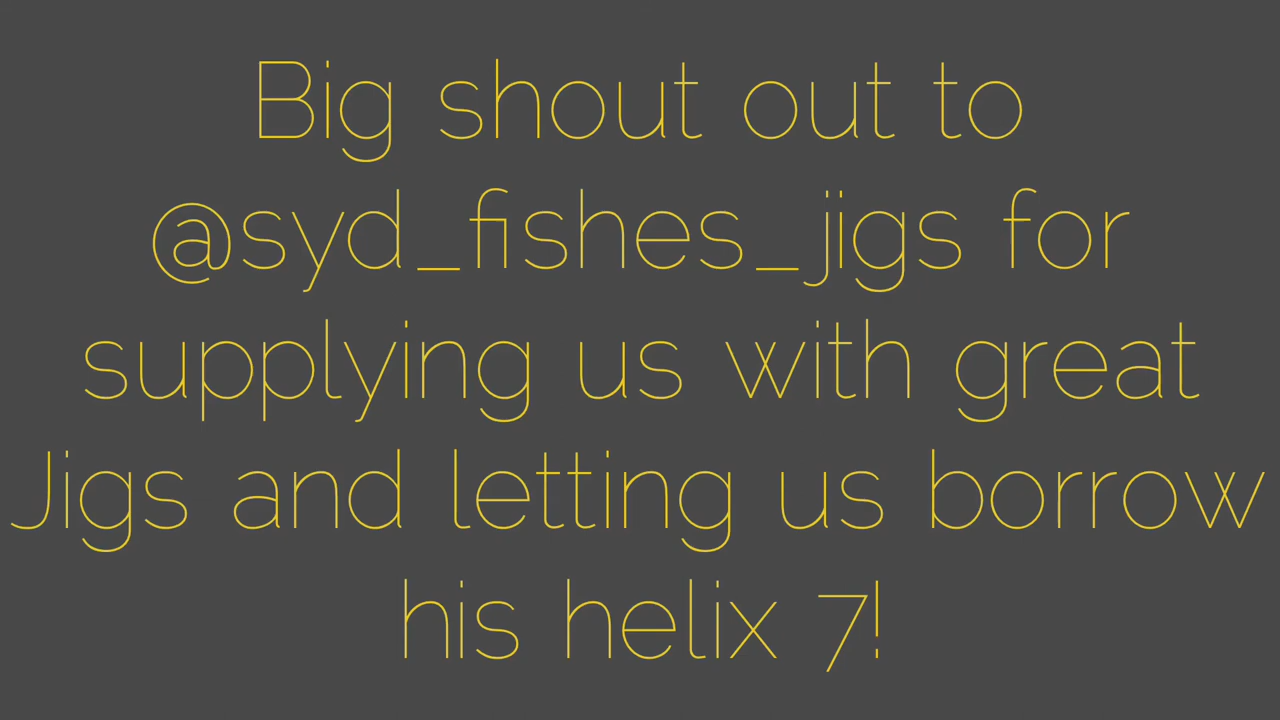 Big shout out to
@syd_fishes_jigs for
supplying us with great
Jigs and letting us borrow
his helix 7!